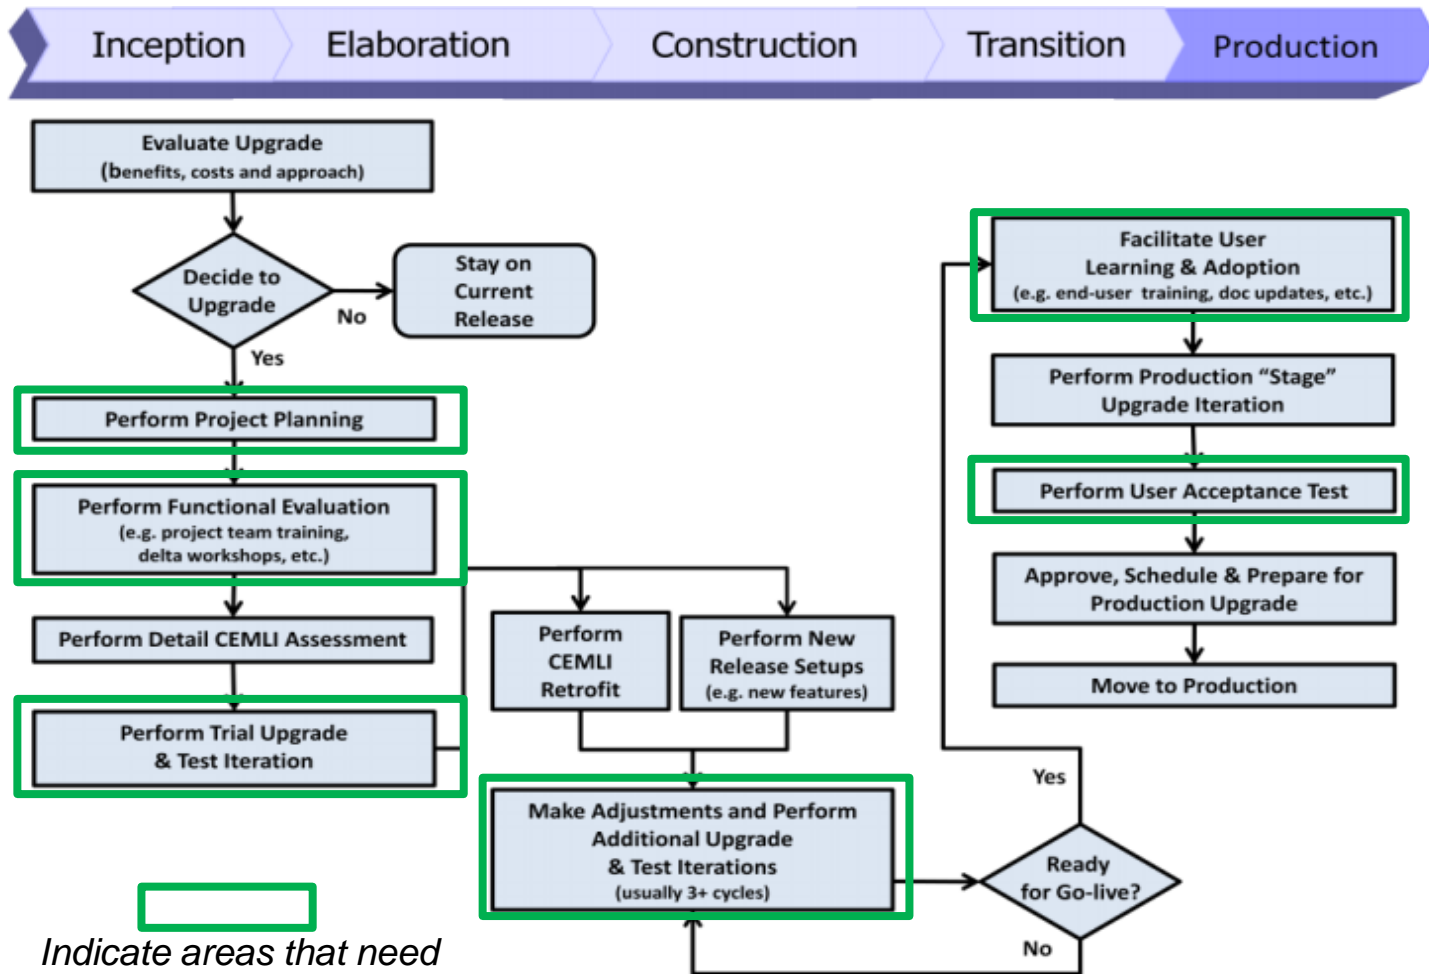 Inception
Elaboration
Construction
Transition
Production
Evaluate Upgrade
(benefits, costs and approach)
Decide to
Upgrade
No
Stay on
Current
Release
Yes
Perform Project Planning
Perform Functional Evaluation
(e.g. project team training,
delta workshops, etc.)
Perform Detail CEMLI Assessment
Perform Trial Upgrade
& Test Iteration
Perform
CEMLI
Retrofit
Perform New
Release Setups
(e.g. new features)
Make Adjustments and Perform
Additional Upgrade
& Test Iterations
(usually 3+ cycles)
Ready
for Go-live?
Yes
No
Facilitate User
Learning & Adoption
(e.g. end-user training, doc updates, etc.)
Perform Production “Stage”
Upgrade Iteration
Perform User Acceptance Test
Approve, Schedule & Prepare for
Production Upgrade
Move to Production
Indicate areas that need